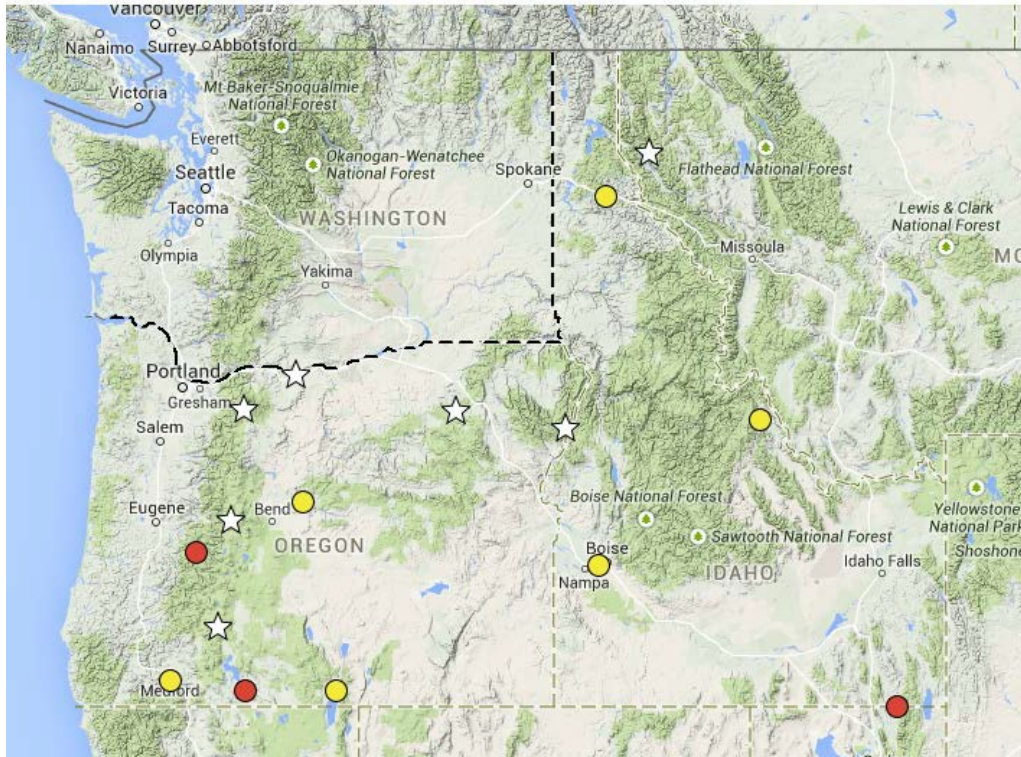 Vancouver
Nanaimo
Surrey
Abbotsford
Victoria
Mt Baker-Snoqualmie
National Forest
Everett
Okanogan-Wenatchee
National Forest
Seattle
Spokane
Flathead National Forest
Tacoma
WASHINGTON
Lewis & Clark
National Forest
Olympia
Missoula
MO
Yakima
Portland
Gresham
Salem
Eugene
Bend
OREGON
Boise National Forest
Yellowstone
National Park
Sawtooth National Forest
Shoshone
Boise
Nampa
IDAHO
Idaho Falls
Medford